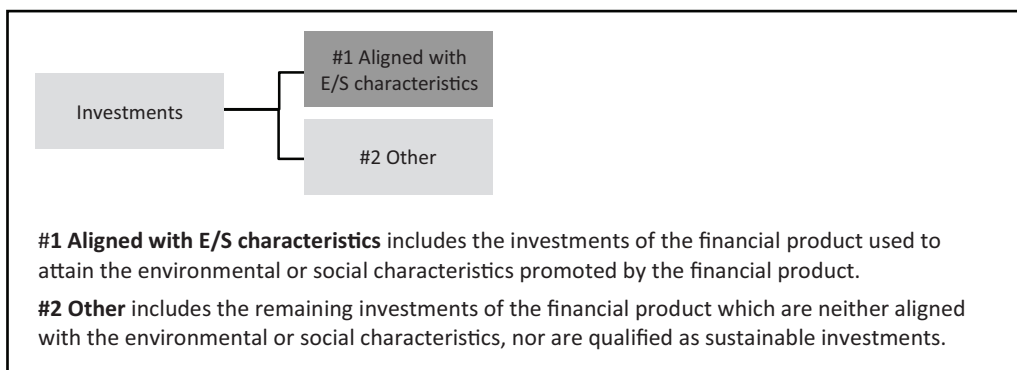 #1 Aligned with
E/S characteristics
Investments
#2 Other
#1 Aligned with E/S characteristics includes the investments of the financial product used to
attain the environmental or social characteristics promoted by the financial product.
#2 Other includes the remaining investments of the financial product which are neither aligned
with the environmental or social characteristics, nor are qualified as sustainable investments.